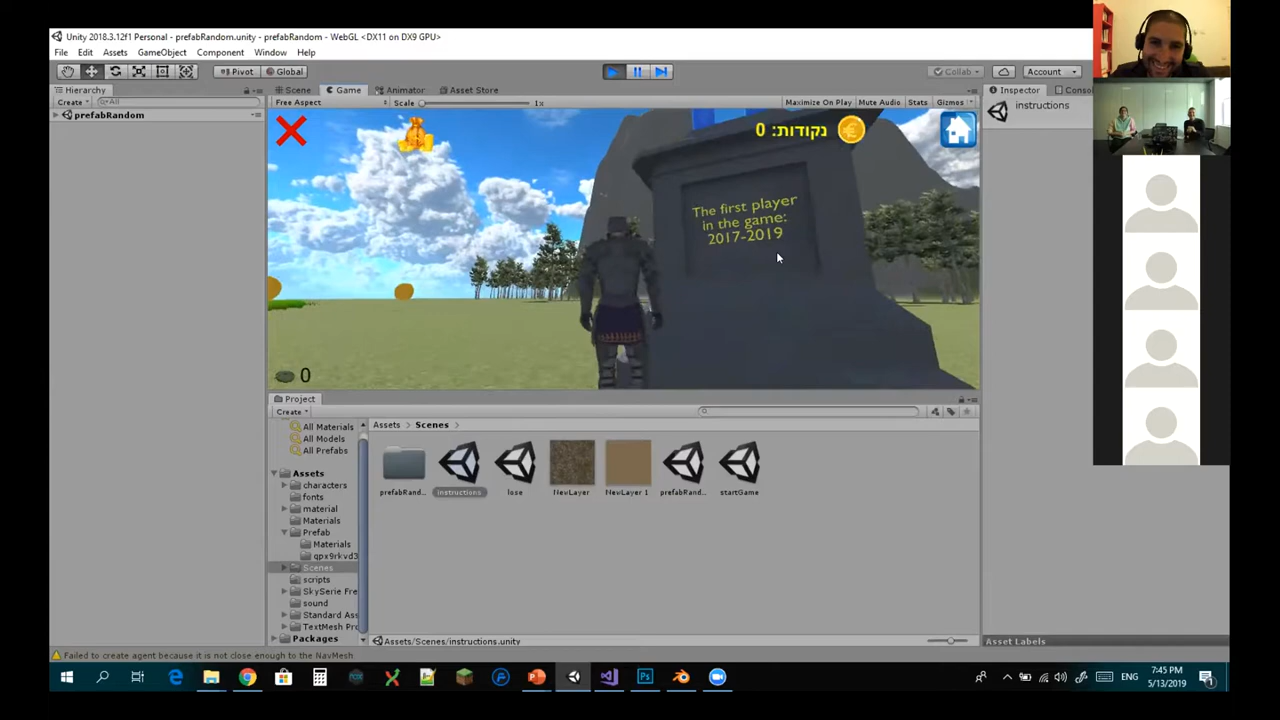 Unity 2018.3.12f1 Personal - prefabRandom.unity - prefabRandom - WebGL <DX11 on DX9 GPU>
File Edit Assets GameObject Component Window Help
Pivot Global Collab Account
Hierarchy Scene Game Animator Asset Store Inspector Conso
Create All Free Aspect Scale 1x Maximize On Play Mute Audio Stats Gizmos instructions
prefabRandom
נקודות: 0
The first player
in the game:
2017-2019
0
Project
Create
All Materials
All Models
All Prefabs
Assets
characters
fonts
material
Materials
Prefab
Materials
qpx9rkvd3
Scenes
scripts
SkySerie Fre
sound
Standard Ass
TextMesh Pro
Packages
Assets Scenes
prefabRand... instructions lose NewLayer NewLayer 1 prefabRand... startGame
Assets/Scenes/instructions.unity
Asset Labels
Failed to create agent because it is not close enough to the NavMesh
ENG
7:45 PM
5/13/2019